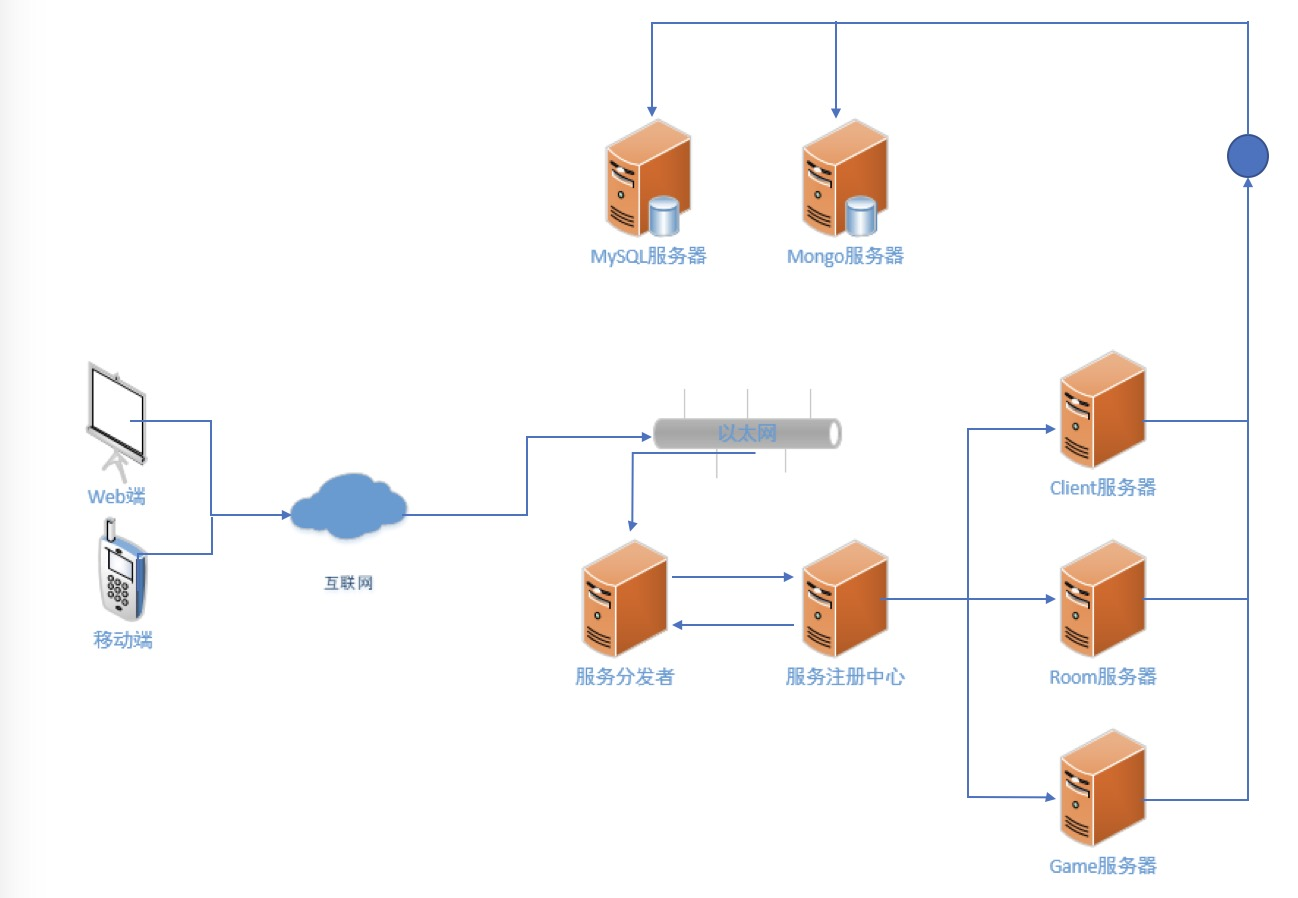 MySQL服务器
Mongo服务器
以太网
Web端
Client服务器
互联网
移动端
服务分发者
服务注册中心
Room服务器
Game服务器